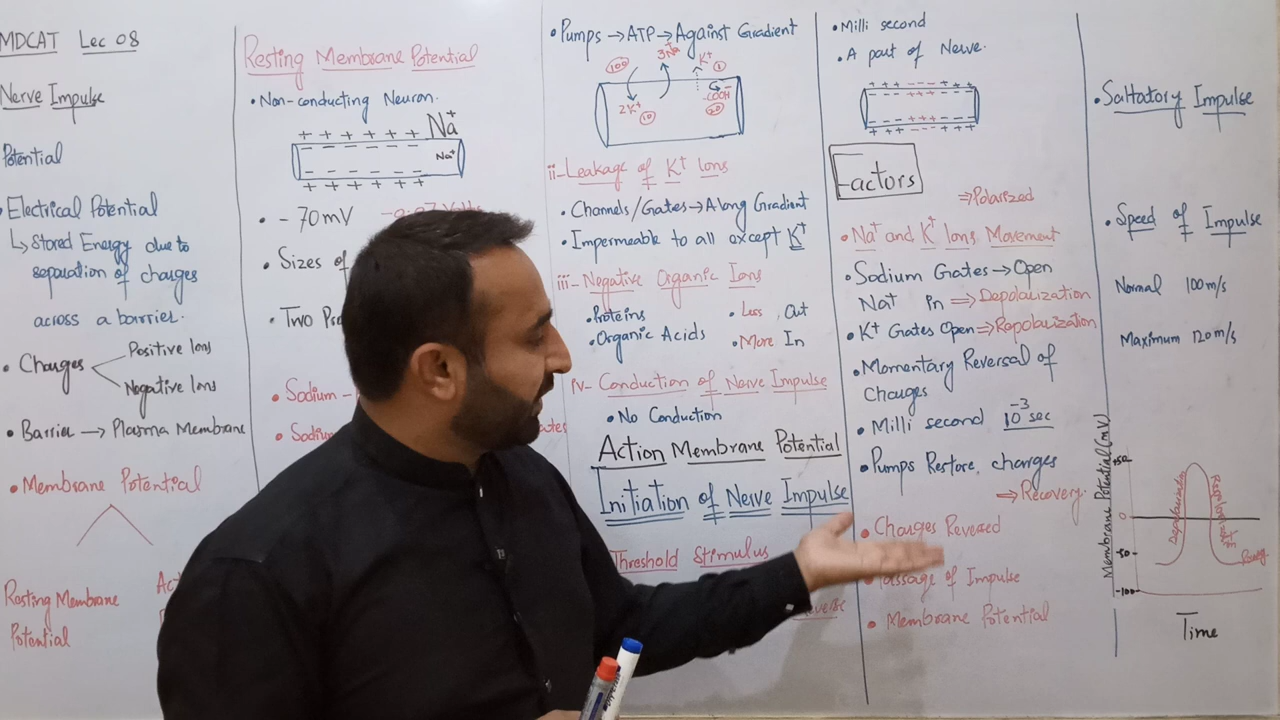 MDCAT Lec 08
Nerve Impulse
Potential
• Electrical Potential
↳ Stored Energy due to
separation of charges
across a barrier.
• Charges
Positive Ions
Negative Ions
• Barrier → Plasma Membrane
• Membrane Potential
Resting Membrane
Potential
Resting Membrane Potential
• Non-conducting Neuron.
+ + + + + + Na+
– – – – – – Na+
– – – – – –
+ + + + + +
• - 70mV
• Sizes of
• Two
• Sodium -
• Sodium
• Pumps → ATP → Against Gradient
3Na+
K+
100
1
2K+
10
-COOH
20
ii- Leakage of K+ Ions
• Channels/Gates → Along Gradient
• Impermeable to all except K+
iii- Negative Organic Ions
• Proteins • Less Out
• Organic Acids • More In
iv- Conduction of Nerve Impulse
• No Conduction
Action Membrane Potential
Initiation of Nerve Impulse
Threshold Stimulus
• Milli second
• A part of Nerve.
+ + + - - - + + +
- - - + + + - - -
- - - + + + - - -
+ + + - - - + + +
Factors
⇒ Polarized
• Na+ and K+ Ions Movement
• Sodium Gates → Open
Na+ In ⇒ Depolarization
• K+ Gates Open ⇒ Repolarization
• Momentary Reversal of
Charges
• Milli second 10-3 sec
• Pumps Restore charges
⇒ Recovery.
• Charges Reversed
Passage of Impulse
• Membrane Potential
• Saltatory Impulse
• Speed of Impulse
Normal 100 m/s
Maximum 120 m/s
Membrane Potential (mV)
+50
0
-50
-100
Depolarization
Time